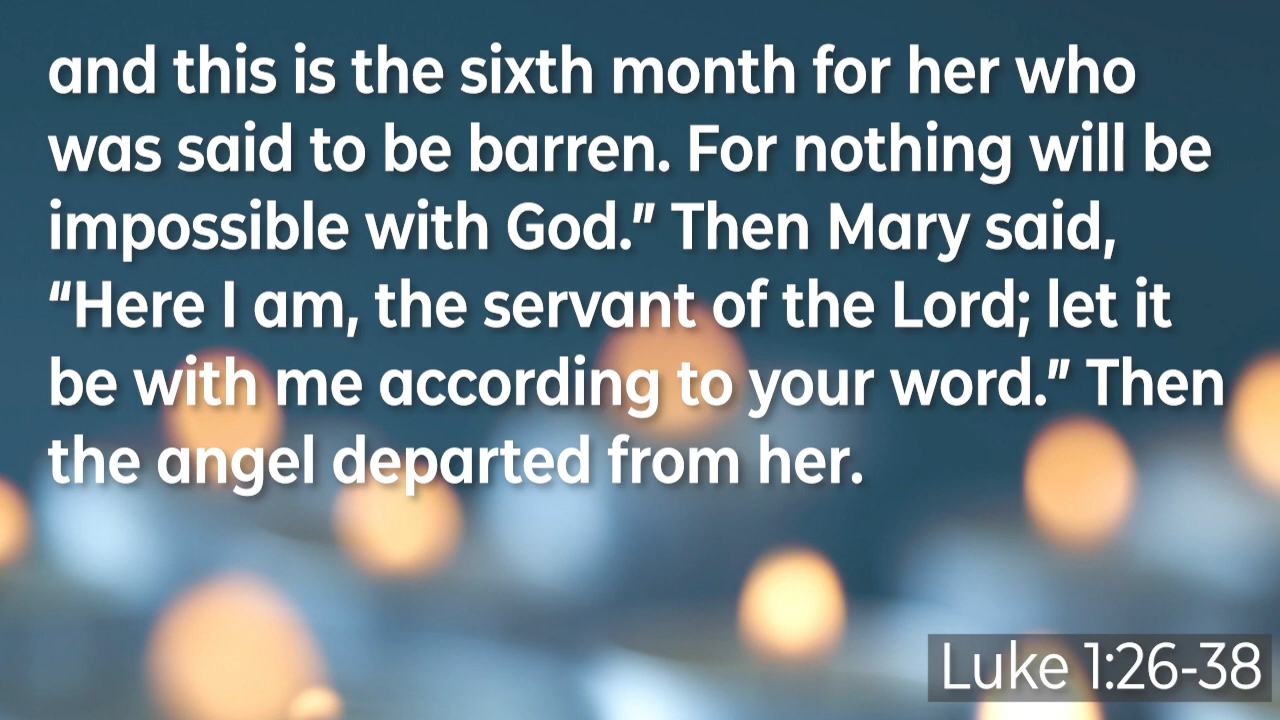 and this is the sixth month for her who
was said to be barren. For nothing will be
impossible with God.” Then Mary said,
“Here I am, the servant of the Lord; let it
be with me according to your word.” Then
the angel departed from her.
Luke 1:26-38